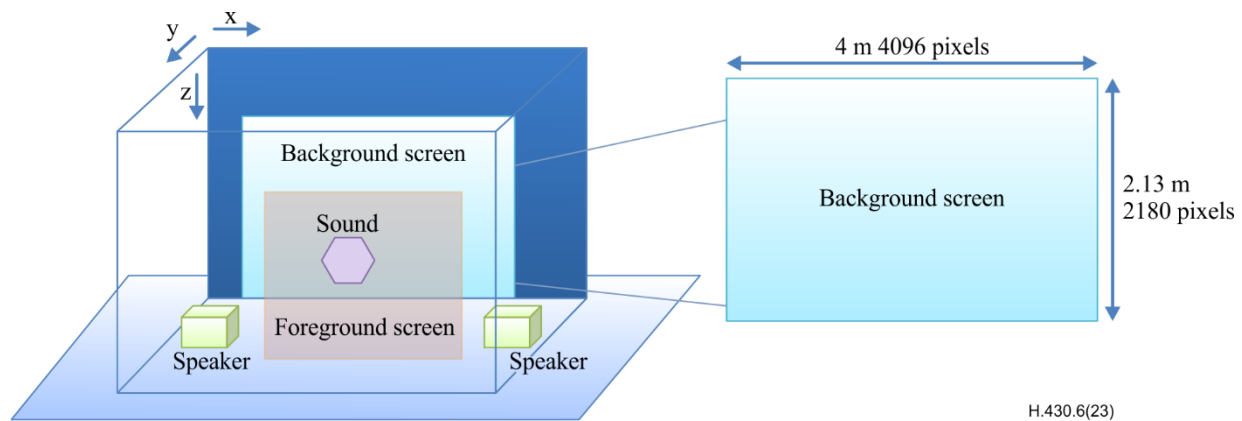 x
y
z
Background screen
Sound
Foreground screen
Speaker
Speaker
4 m 4096 pixels
Background screen
2.13 m
2180 pixels
H.430.6(23)